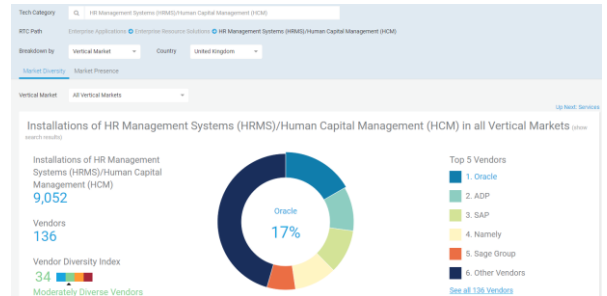 Tech Category HR Management Systems (HRMS)/Human Capital Management (HCM)
RTC Path Enterprise Applications Enterprise Resource Solutions HR Management Systems (HRMS)/Human Capital Management (HCM)
Breakdown by Vertical Market Country United Kingdom
Market Diversity Market Presence
Vertical Market All Vertical Markets
Up Next: Services
Installations of HR Management Systems (HRMS)/Human Capital Management (HCM) in all Vertical Markets (show
search results)
Installations of HR Management
Systems (HRMS)/Human Capital
Management (HCM)
9,052
Vendors
136
Vendor Diversity Index
34
Moderately Diverse Vendors
Oracle
17%
Top 5 Vendors
1. Oracle
2. ADP
3. SAP
4. Namely
5. Sage Group
6. Other Vendors
See all 136 Vendors